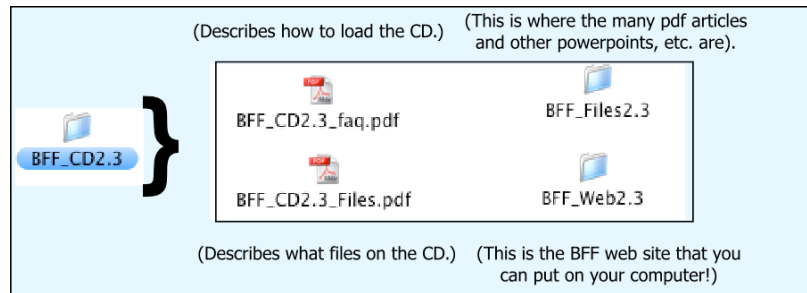 (Describes how to load the CD.)
(This is where the many pdf articles
and other powerpoints, etc. are).
BFF_CD2.3
PDF
BFF_CD2.3_faq.pdf
BFF_Files2.3
PDF
BFF_CD2.3_Files.pdf
BFF_Web2.3
(Describes what files on the CD.)
(This is the BFF web site that you
can put on your computer!)